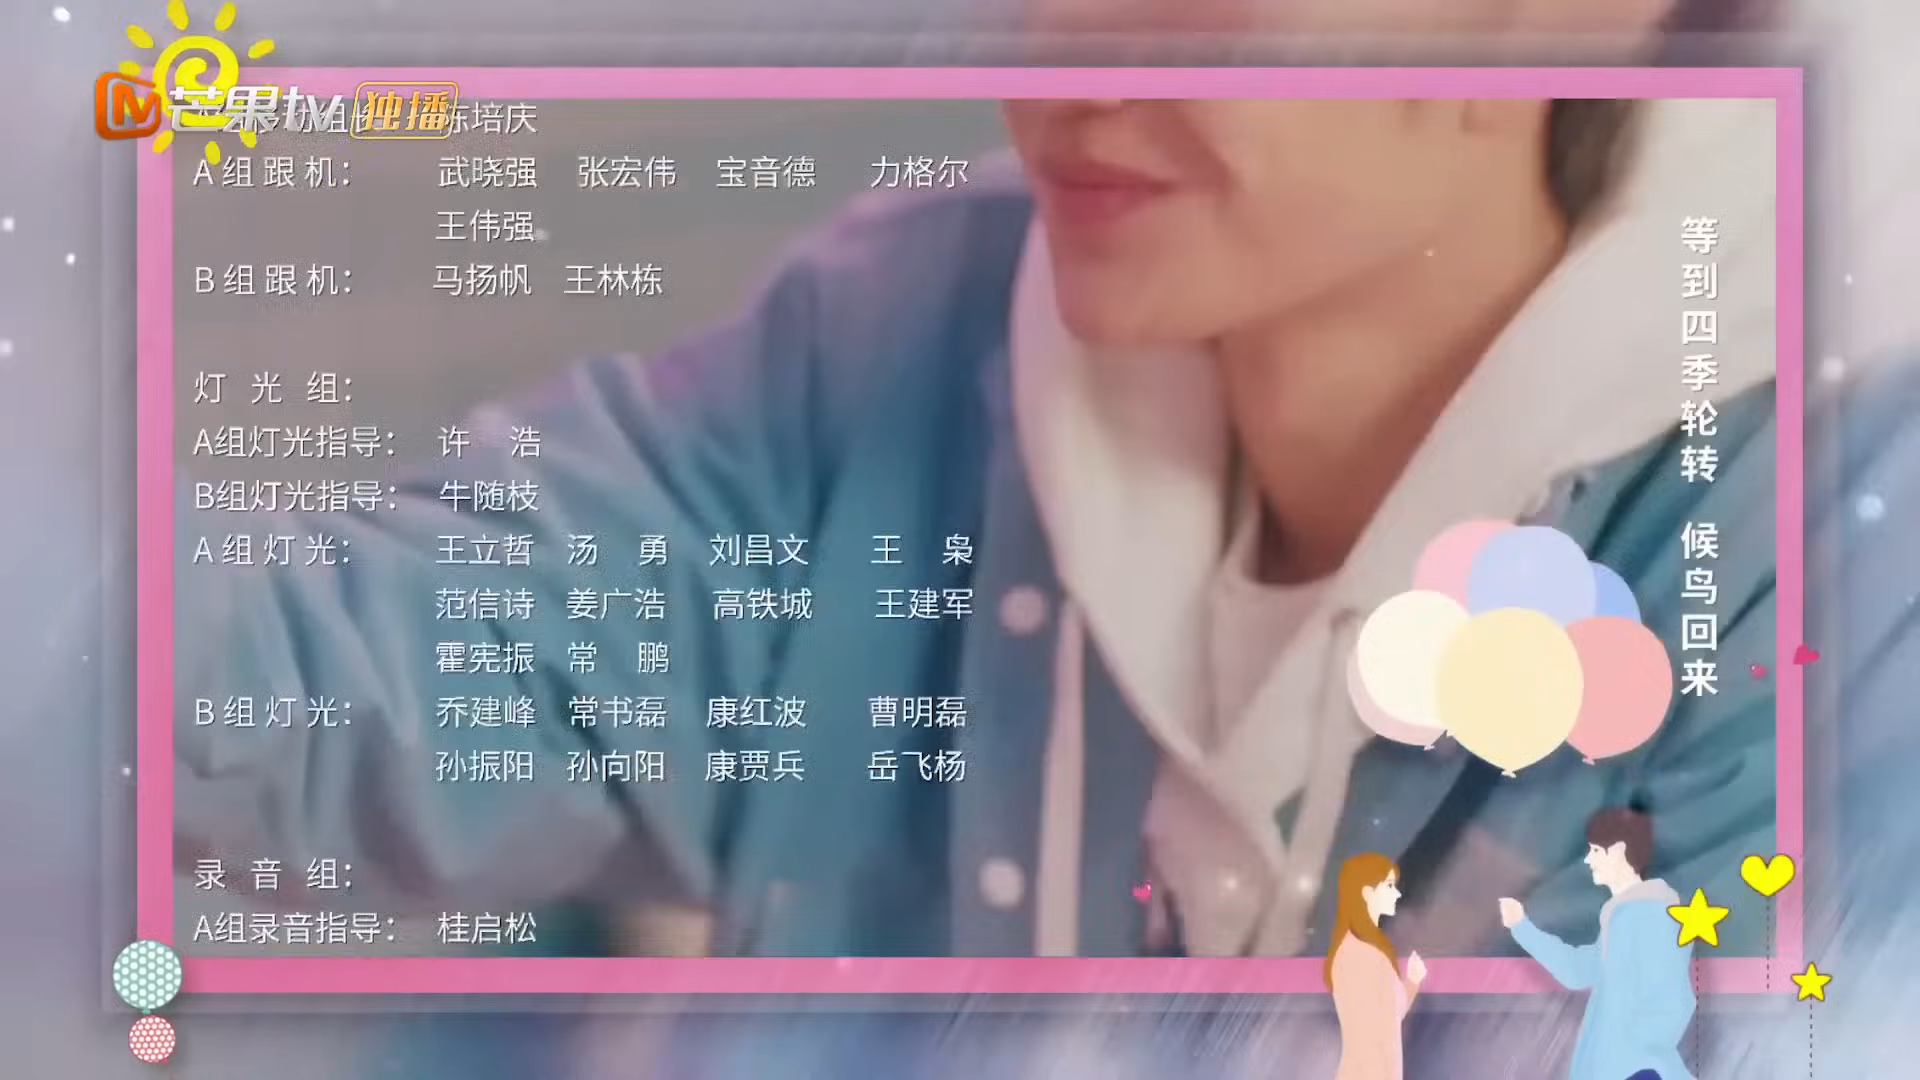 芒果tv 独播
陈培庆
A组跟机： 武晓强 张宏伟 宝音德 力格尔
王伟强
B组跟机： 马扬帆 王林栋
灯光组：
A组灯光指导： 许浩
B组灯光指导： 牛随枝
A组灯光： 王立哲 汤勇 刘昌文 王枭
范信诗 姜广浩 高铁城 王建军
霍宪振 常鹏
B组灯光： 乔建峰 常书磊 康红波 曹明磊
孙振阳 孙向阳 康贾兵 岳飞杨
录音组：
A组录音指导： 桂启松
等到四季轮转 候鸟回来